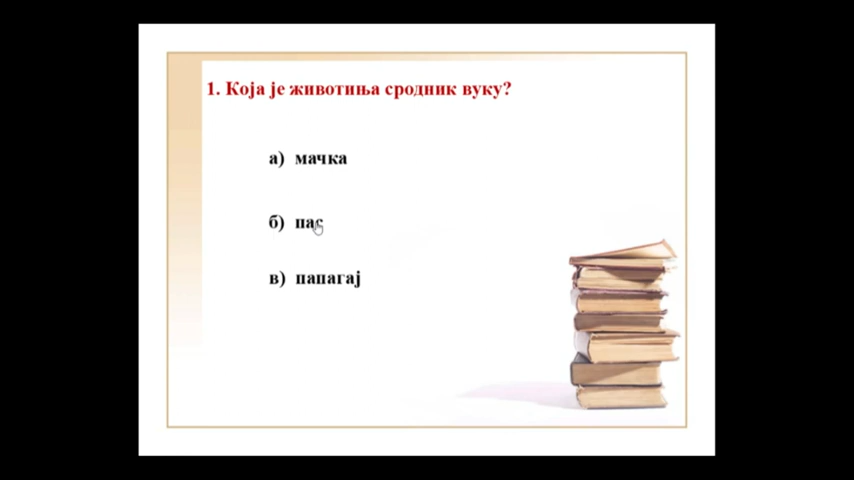 1. Која је животиња сродник вуку?
а) мачка
б) пас
в) папагај